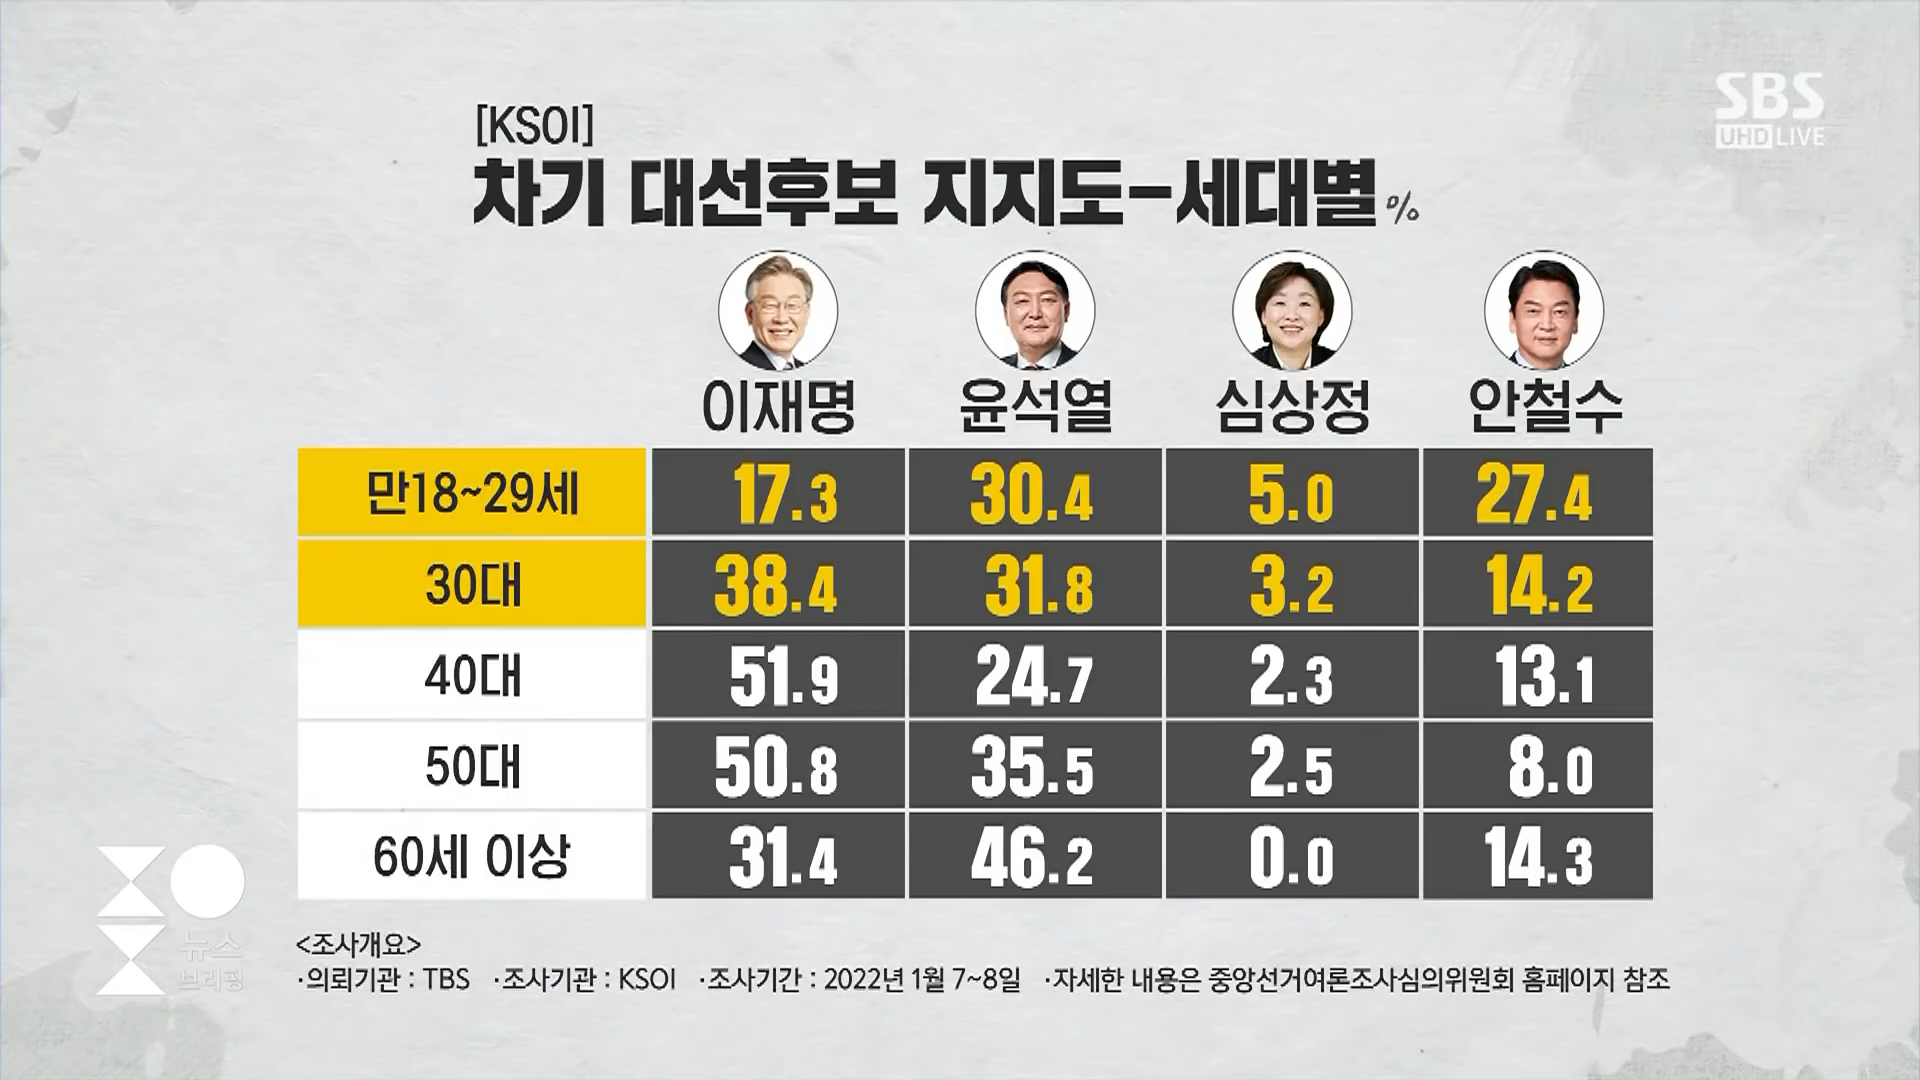 SBS
UHD LIVE
[KSOI]
차기 대선후보 지지도-세대별 %
이재명 윤석열 심상정 안철수
만18~29세 17.3 30.4 5.0 27.4
30대 38.4 31.8 3.2 14.2
40대 51.9 24.7 2.3 13.1
50대 50.8 35.5 2.5 8.0
60세 이상 31.4 46.2 0.0 14.3
뉴스
브리핑
<조사개요>
·의뢰기관 : TBS ·조사기관 : KSOI ·조사기간 : 2022년 1월 7~8일 ·자세한 내용은 중앙선거여론조사심의위원회 홈페이지 참조